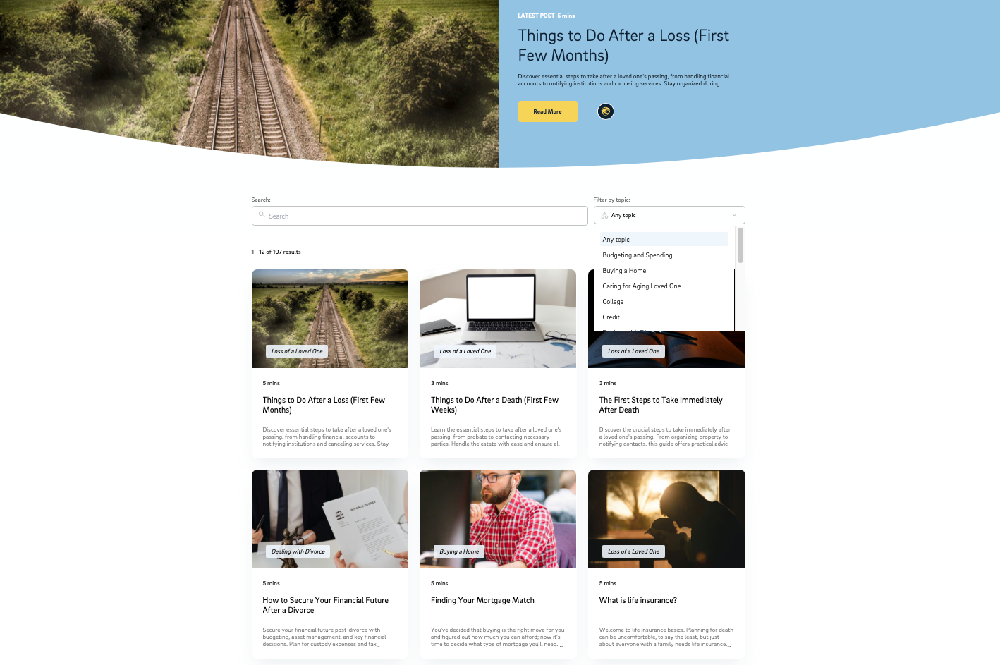 LATEST POST 5 mins
Things to Do After a Loss (First
Few Months)
Discover essential steps to take after a loved one's passing, from handling financial
accounts to notifying institutions and canceling services. Stay organized during...
Read More
Search:
Search
Filter by topic:
Any topic
Any topic
Budgeting and Spending
Buying a Home
Caring for Aging Loved One
College
Credit
1 - 12 of 107 results
Loss of a Loved One
5 mins
Things to Do After a Loss (First Few
Months)
Discover essential steps to take after a loved one's
passing, from handling financial accounts to
notifying institutions and canceling services. Stay...
Loss of a Loved One
3 mins
Things to Do After a Death (First Few
Weeks)
Learn the essential steps to take after a loved one's
passing, from probate to contacting necessary
parties. Handle the estate with ease and ensure all...
Loss of a Loved One
3 mins
The First Steps to Take Immediately
After Death
Discover the crucial steps to take immediately after
a loved one's passing. From organizing property to
notifying contacts, this guide offers practical advic...
DIVORCE DECREE
Dealing with Divorce
5 mins
How to Secure Your Financial Future
After a Divorce
Secure your financial future post-divorce with
budgeting, asset management, and key financial
decisions. Plan for custody expenses and tax...
Buying a Home
5 mins
Finding Your Mortgage Match
You've decided that buying is the right move for you
and figured out how much you can afford; now it's
time to decide what type of mortgage you'll need. ...
Loss of a Loved One
5 mins
What is life insurance?
Welcome to life insurance basics. Planning for death
can be uncomfortable, to say the least, but just
about everyone with a family needs life insurance....